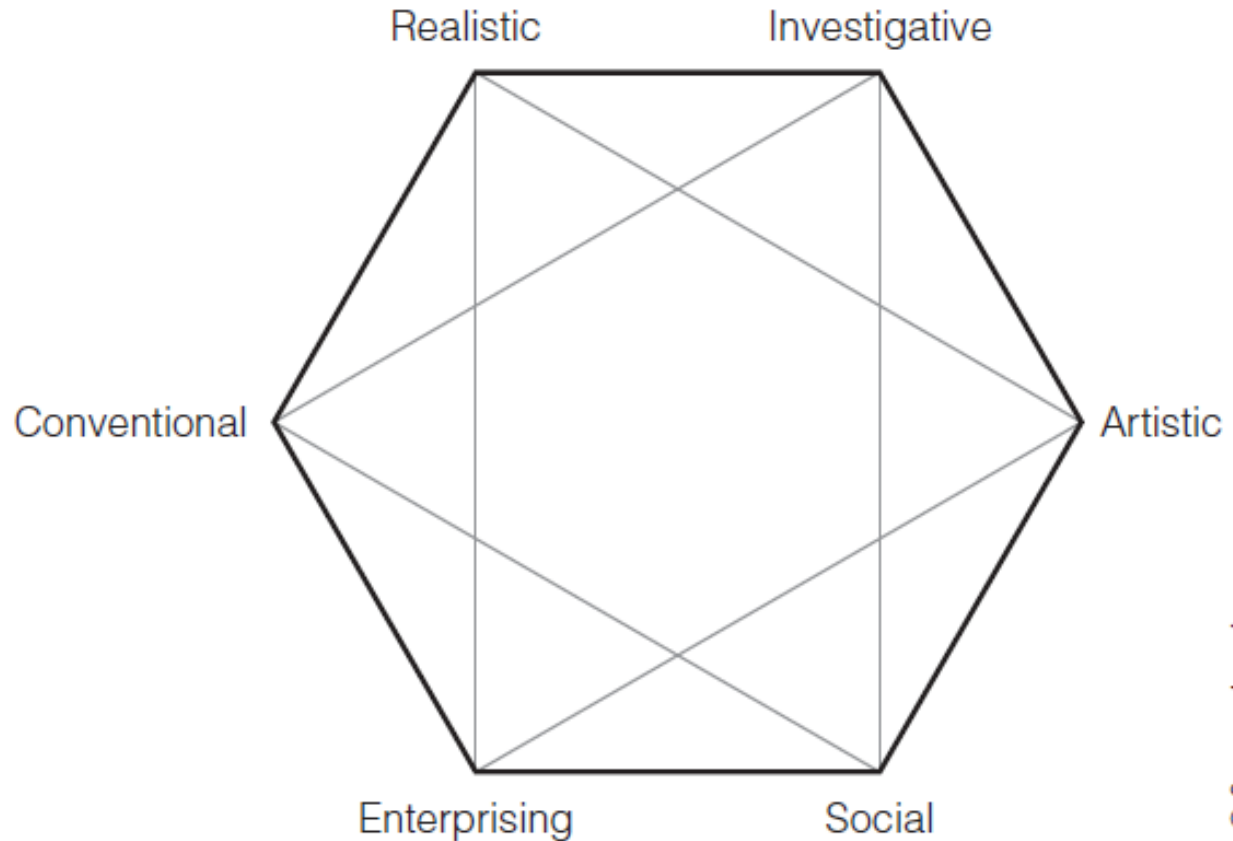 Realistic
Investigative
Conventional
Artistic
Enterprising
Social